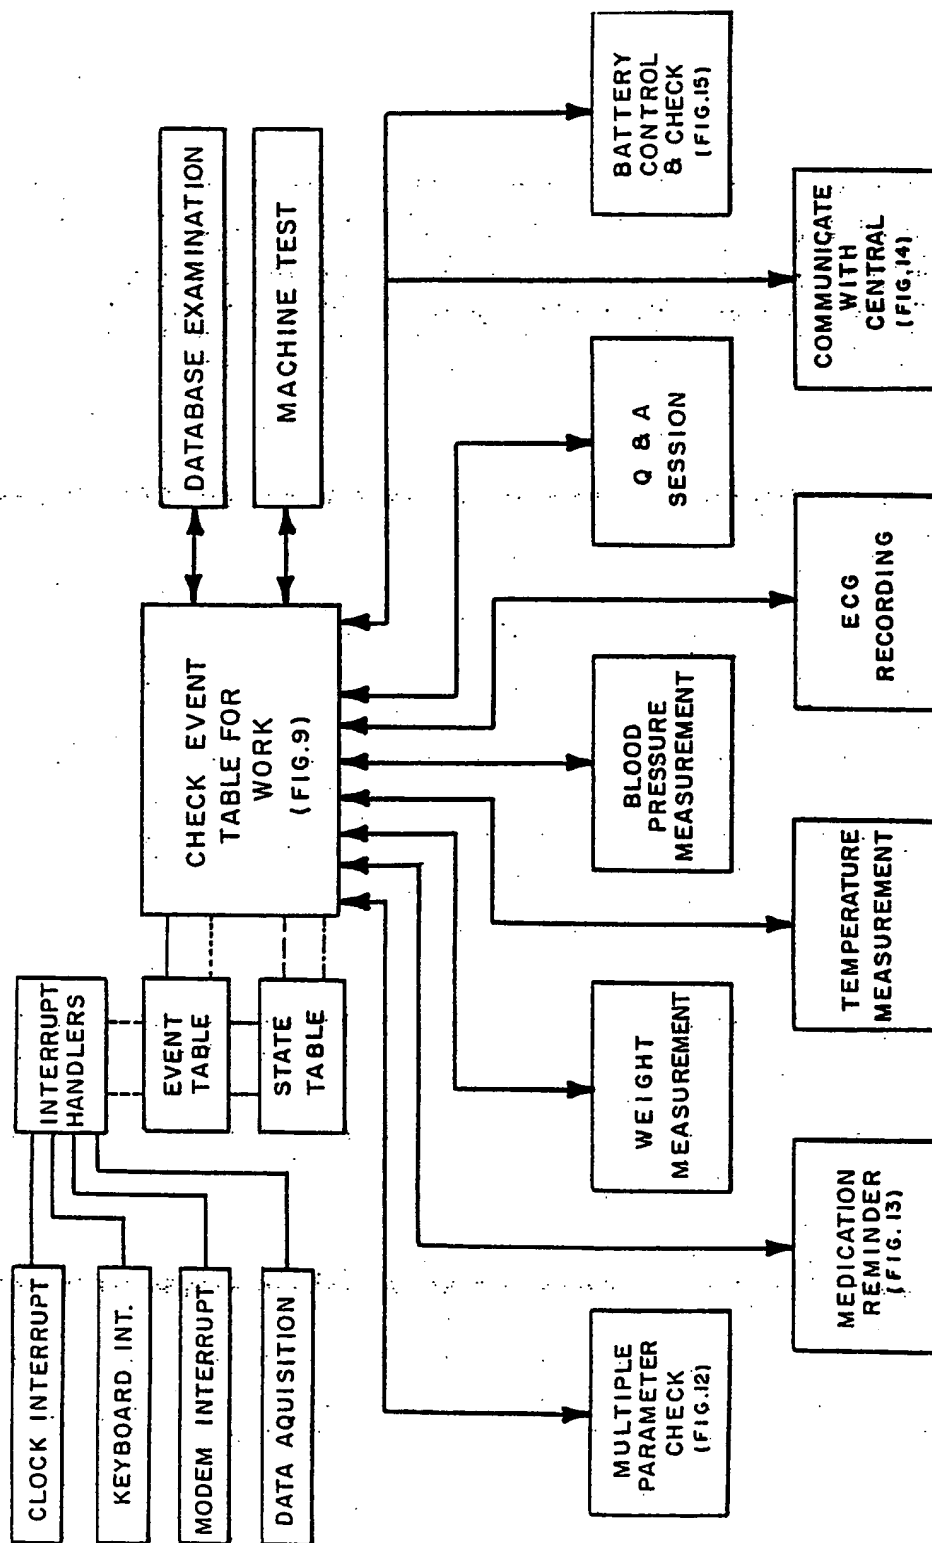 CLOCK INTERRUPT
KEYBOARD INT.
MODEM INTERRUPT
DATA AQUISITION
INTERRUPT
HANDLERS
EVENT
TABLE
STATE
TABLE
CHECK EVENT
TABLE FOR
WORK
(FIG.9)
DATABASE EXAMINATION
MACHINE TEST
MULTIPLE
PARAMETER
CHECK
(FIG.12)
WEIGHT
MEASUREMENT
BLOOD
PRESSURE
MEASUREMENT
Q & A
SESSION
BATTERY
CONTROL
& CHECK
(FIG.15)
MEDICATION
REMINDER
(FIG.13)
TEMPERATURE
MEASUREMENT
ECG
RECORDING
COMMUNICATE
WITH
CENTRAL
(FIG,14)